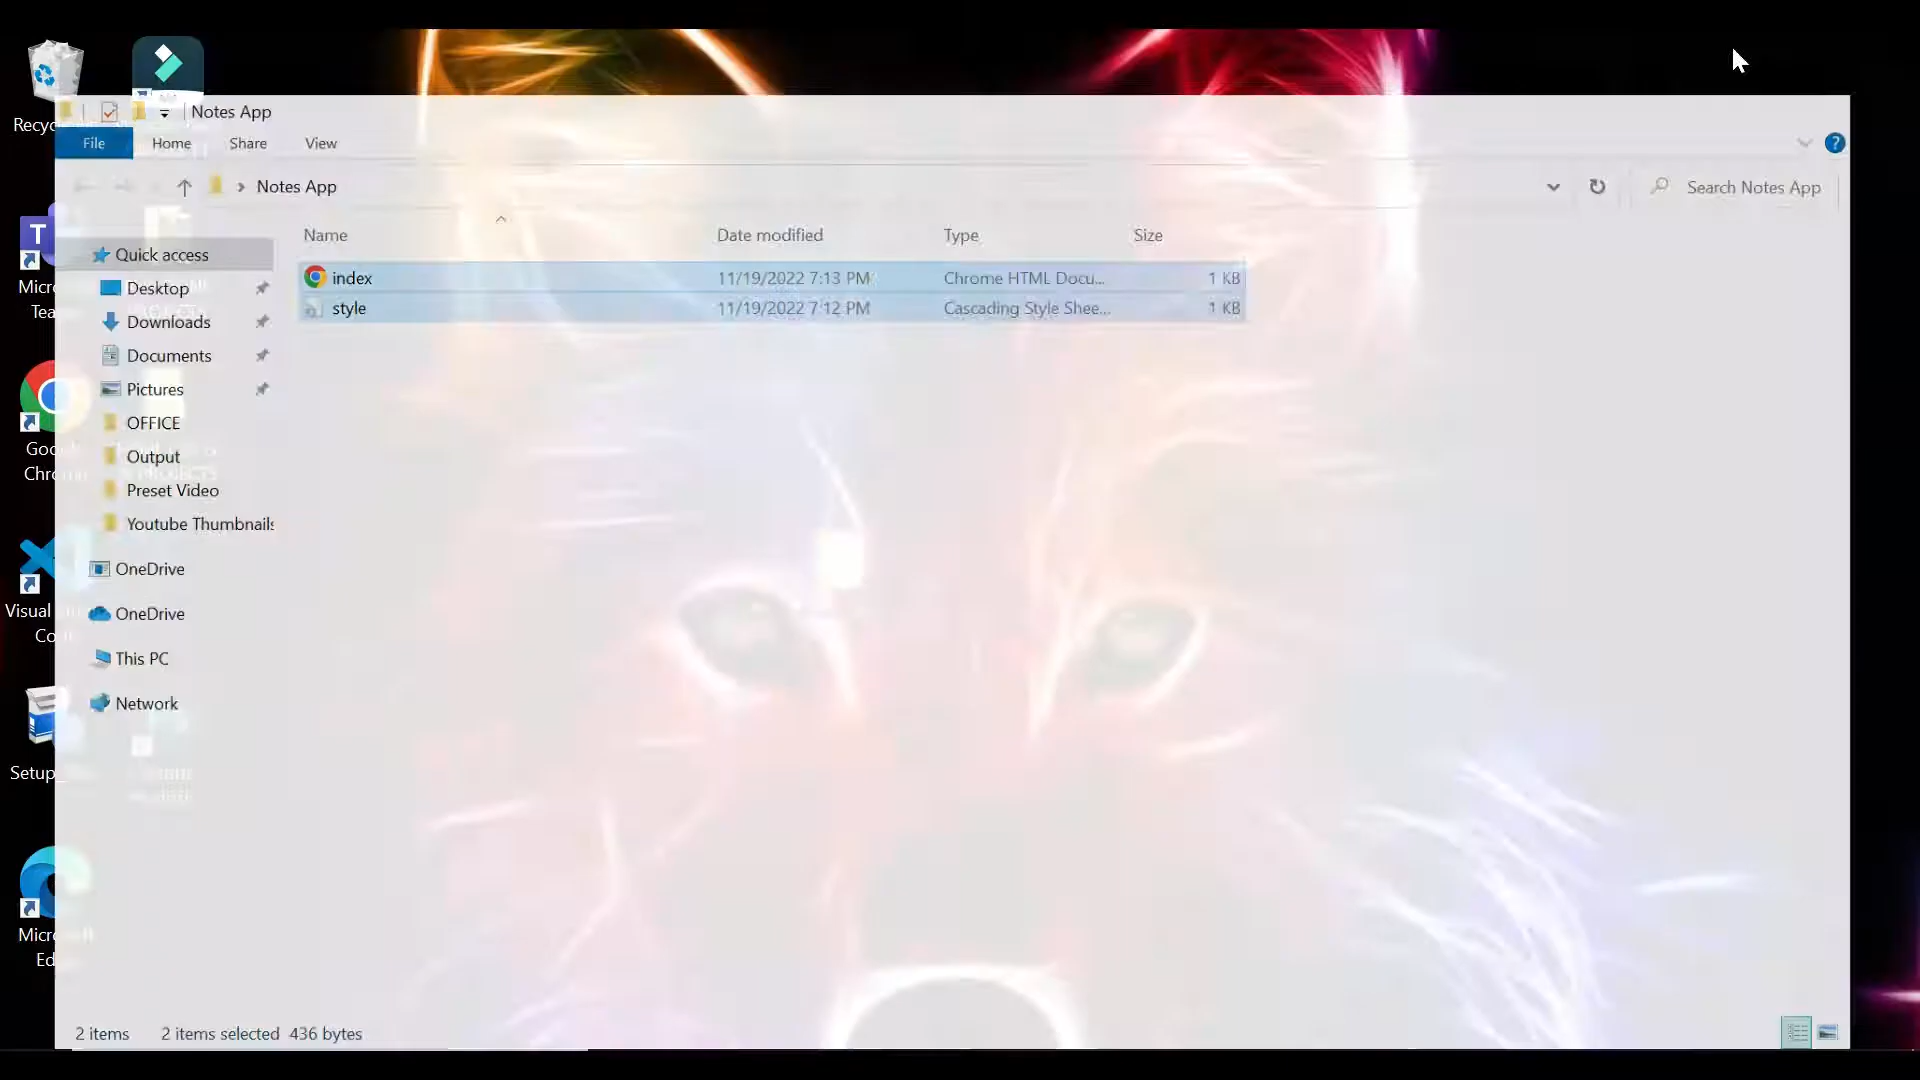 Notes App
File Home Share View
Notes App
Search Notes App
Name Date modified Type Size
index 11/19/2022 7:13 PM Chrome HTML Docu... 1 KB
style 11/19/2022 7:12 PM Cascading Style Shee... 1 KB
Quick access
Desktop
Downloads
Documents
Pictures
OFFICE
Output
Preset Video
Youtube Thumbnails
OneDrive
OneDrive
This PC
Network
2 items 2 items selected 436 bytes
Recyc
Micr
Tea
Goo
Chro
Visual
Co
Setup_
Micr
Ed